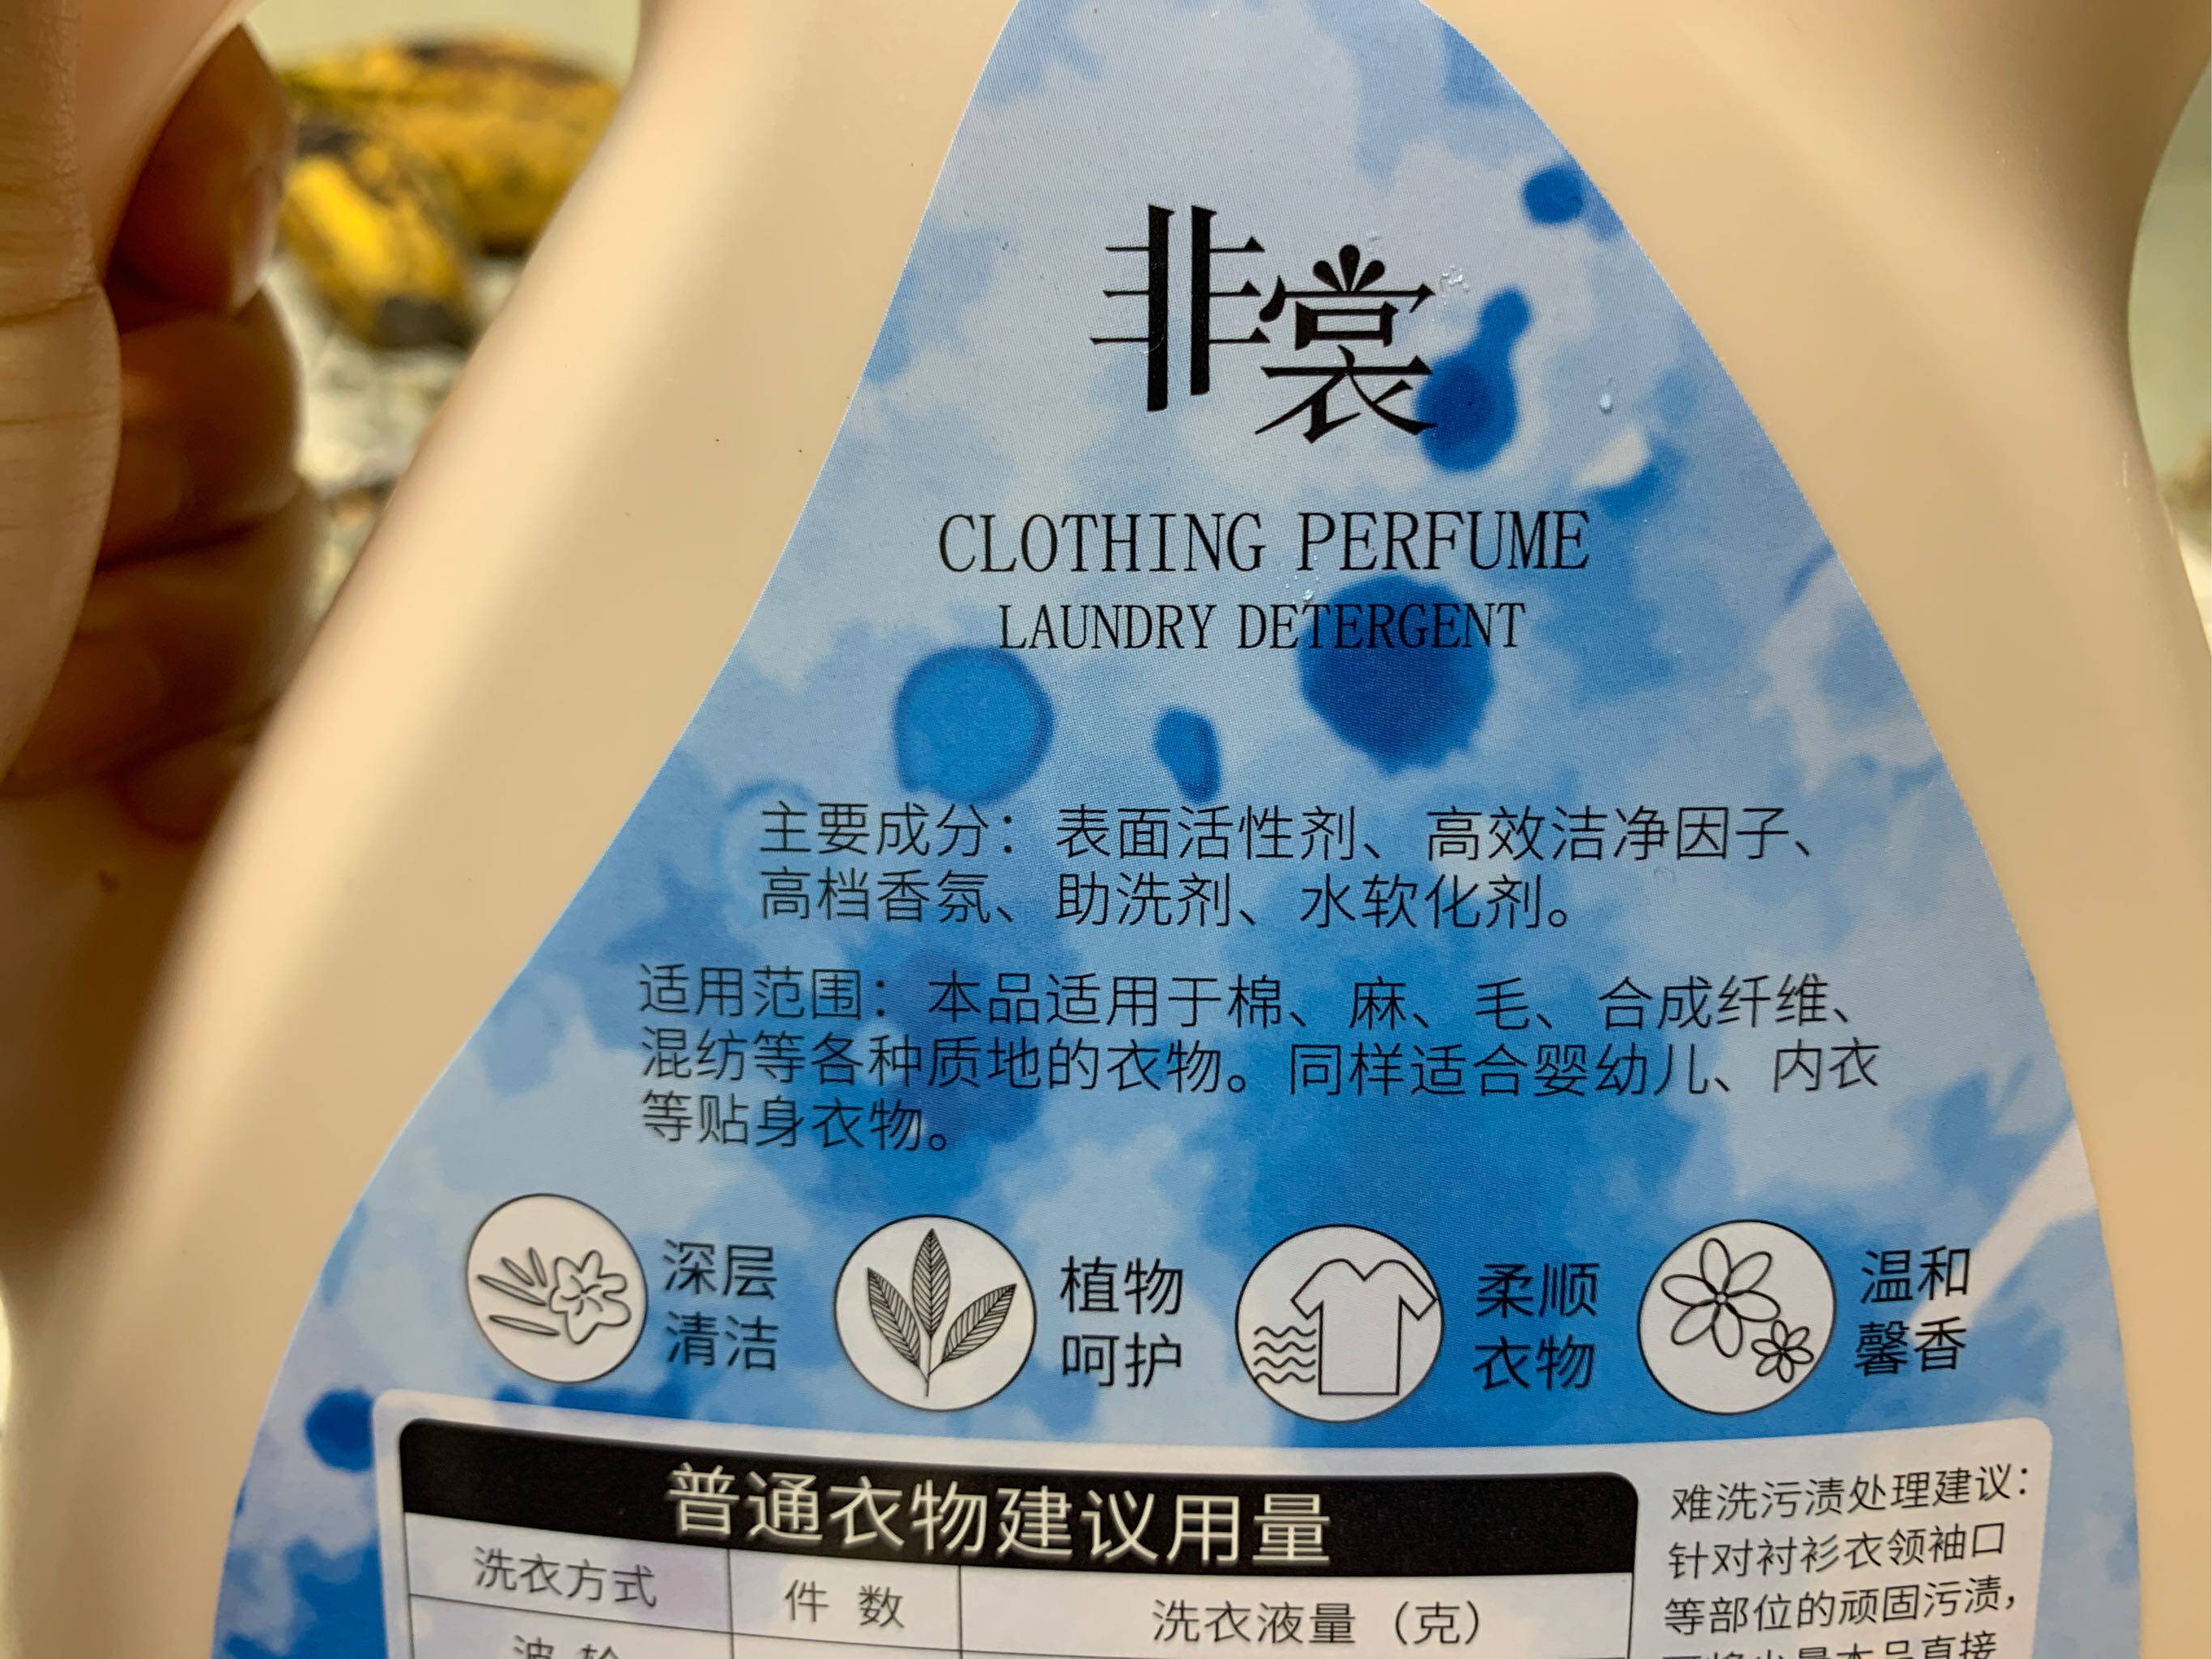 非裳
CLOTHING PERFUME
LAUNDRY DETERGENT
主要成分：表面活性剂、高效洁净因子、
高档香氛、助洗剂、水软化剂。
适用范围：本品适用于棉、麻、毛、合成纤维、
混纺等各种质地的衣物。同样适合婴幼儿、内衣
等贴身衣物。
深层
清洁
植物
呵护
柔顺
衣物
温和
馨香
普通衣物建议用量
洗衣方式 件 数 洗衣液量（克）
难洗污渍处理建议：
针对衬衫衣领袖口
等部位的顽固污渍，